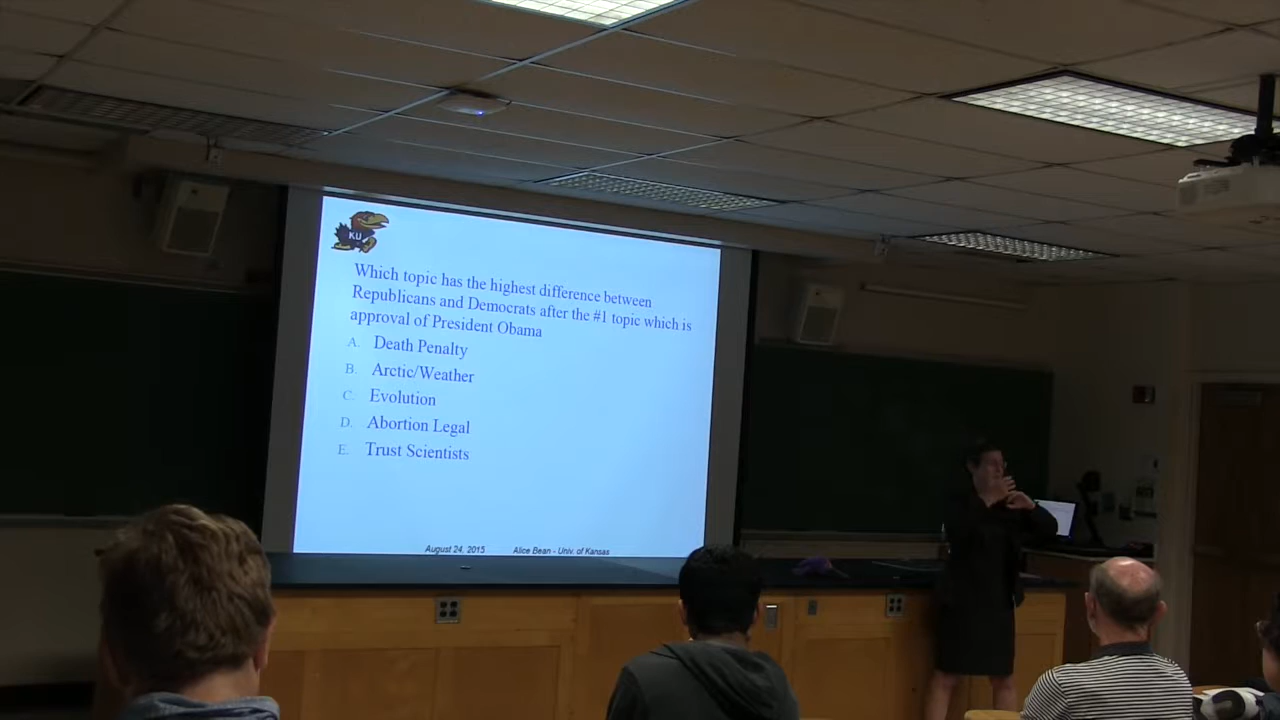 KU
Which topic has the highest difference between
Republicans and Democrats after the #1 topic which is
approval of President Obama
A. Death Penalty
B. Arctic/Weather
C. Evolution
D. Abortion Legal
E. Trust Scientists
August 24, 2015 Alice Bean - Univ. of Kansas